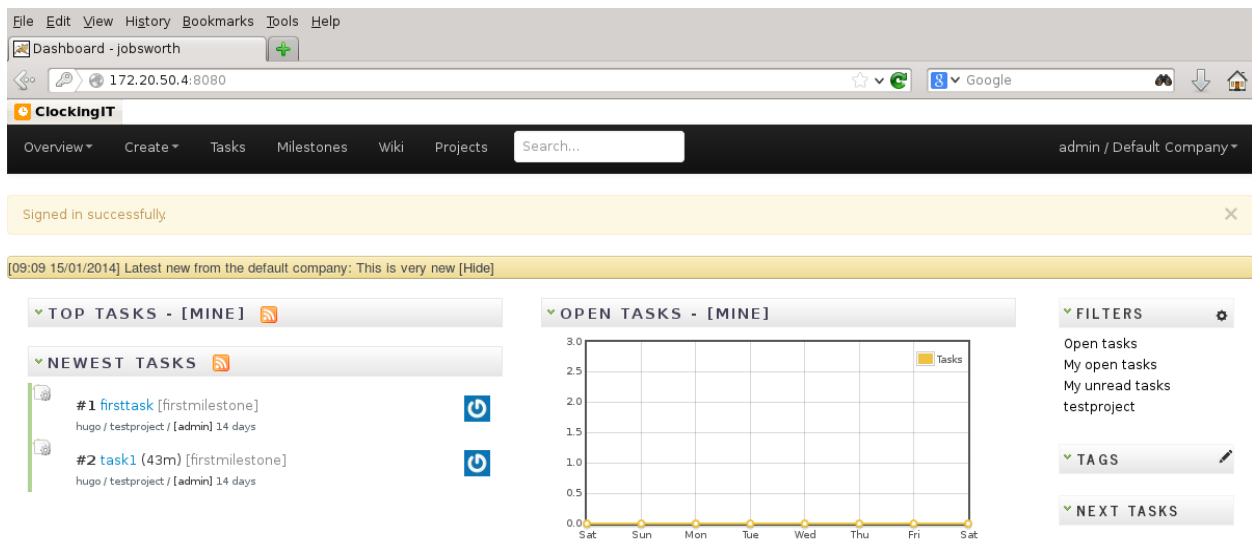 File Edit View History Bookmarks Tools Help
Dashboard - jobsworth
172.20.50.4:8080 Google
ClockingIT
Overview Create Tasks Milestones Wiki Projects Search... admin / Default Company
Signed in successfully. ×
[09:09 15/01/2014] Latest new from the default company: This is very new [Hide]
TOP TASKS - [MINE]
NEWEST TASKS
#1 firsttask [firstmilestone]
hugo / testproject / [admin] 14 days
#2 task1 (43m) [firstmilestone]
hugo / testproject / [admin] 14 days
OPEN TASKS - [MINE]
Tasks
3.0
2.5
2.0
1.5
1.0
0.5
0.0
Sat Sun Mon Tue Wed Thu Fri Sat
FILTERS
Open tasks
My open tasks
My unread tasks
testproject
TAGS
NEXT TASKS